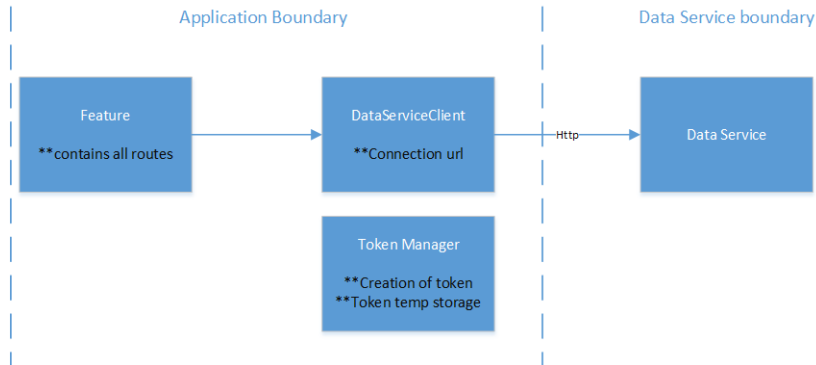 Application Boundary
Data Service boundary
Feature
**contains all routes
DataServiceClient
**Connection url
Http
Data Service
Token Manager
**Creation of token
**Token temp storage